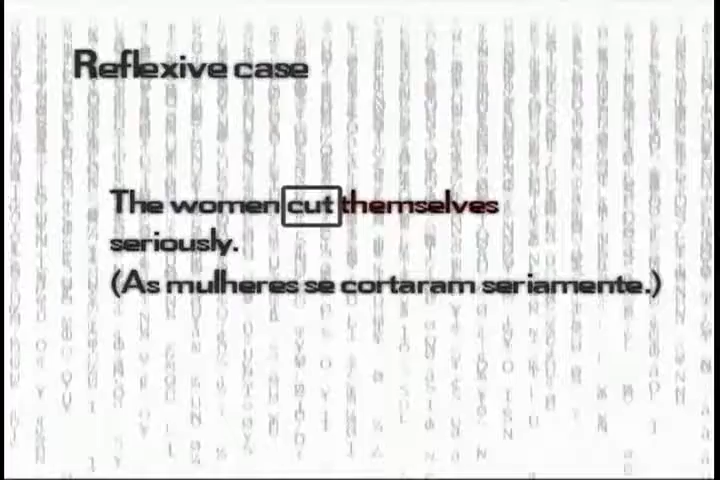 Reflexive case
The women cut themselves
seriously.
(As mulheres se cortaram seriamente.)